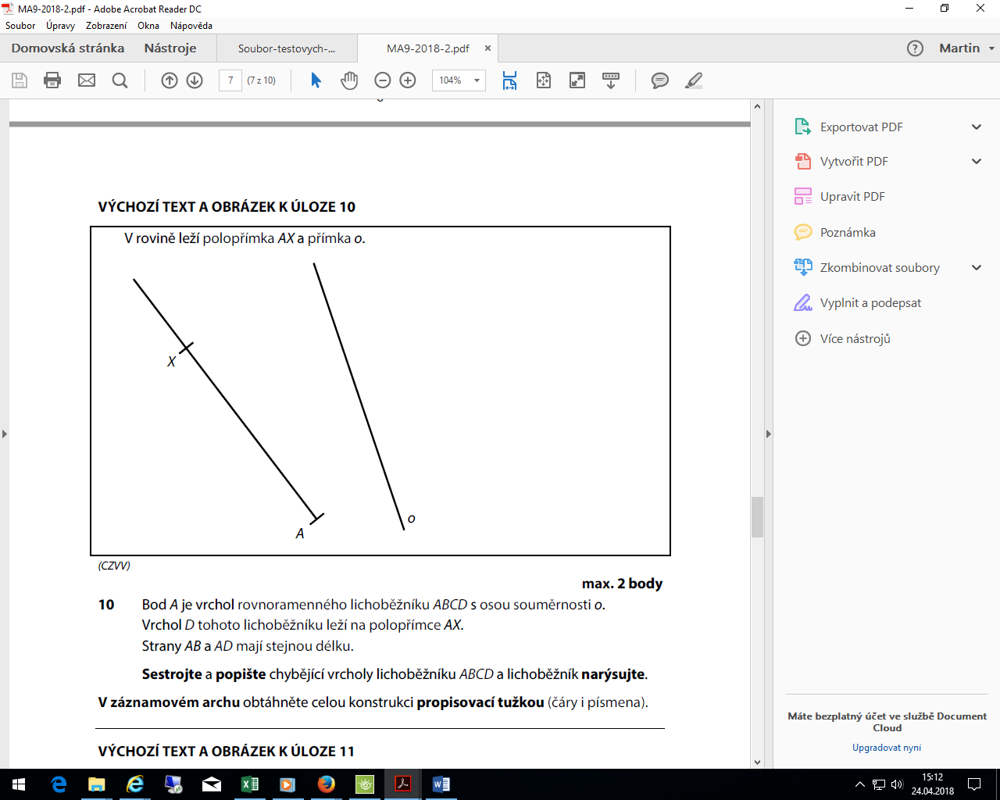 MA9-2018-2.pdf - Adobe Acrobat Reader DC
Soubor Úpravy Zobrazení Okna Nápověda
Domovská stránka Nástroje Soubor-testovych-... MA9-2018-2.pdf × Martin
7 (7 z 10) 104%
Exportovat PDF
Vytvořit PDF
Upravit PDF
Poznámka
Zkombinovat soubory
Vyplnit a podepsat
Více nástrojů
VÝCHOZÍ TEXT A OBRÁZEK K ÚLOZE 10
V rovině leží polopřímka AX a přímka o.
X
A
o
(CZVV)
max. 2 body
10 Bod A je vrchol rovnoramenného lichoběžníku ABCD s osou souměrnosti o.
Vrchol D tohoto lichoběžníku leží na polopřímce AX.
Strany AB a AD mají stejnou délku.
Sestrojte a popište chybějící vrcholy lichoběžníku ABCD a lichoběžník narýsujte.
V záznamovém archu obtáhněte celou konstrukci propisovací tužkou (čáry i písmena).
VÝCHOZÍ TEXT A OBRÁZEK K ÚLOZE 11
Máte bezplatný účet ve službě Document
Cloud
Upgradovat nyní
15:12
24.04.2018